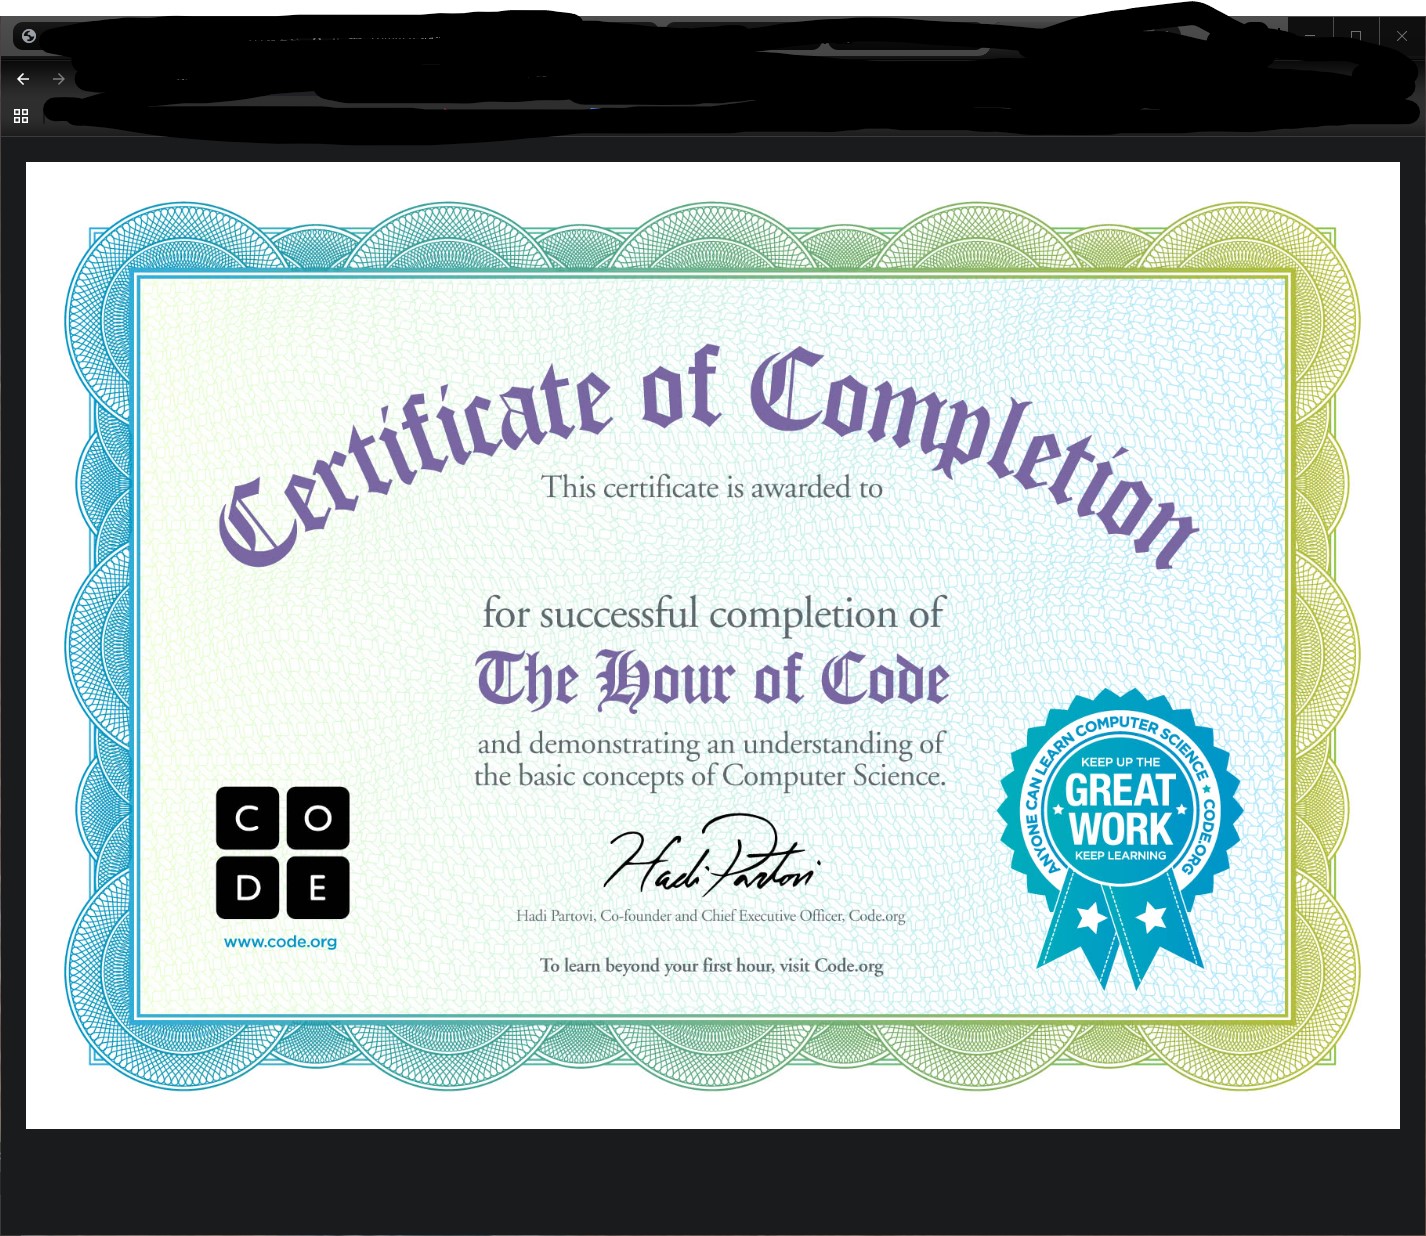 Certificate of Completion
This certificate is awarded to
for successful completion of
The Hour of Code
and demonstrating an understanding of
the basic concepts of Computer Science.
C O
D E
www.code.org
Hadi Partovi
Hadi Partovi, Co-founder and Chief Executive Officer, Code.org
To learn beyond your first hour, visit Code.org
ANYONE CAN LEARN COMPUTER SCIENCE ★ CODE.ORG
KEEP UP THE
GREAT
WORK
KEEP LEARNING